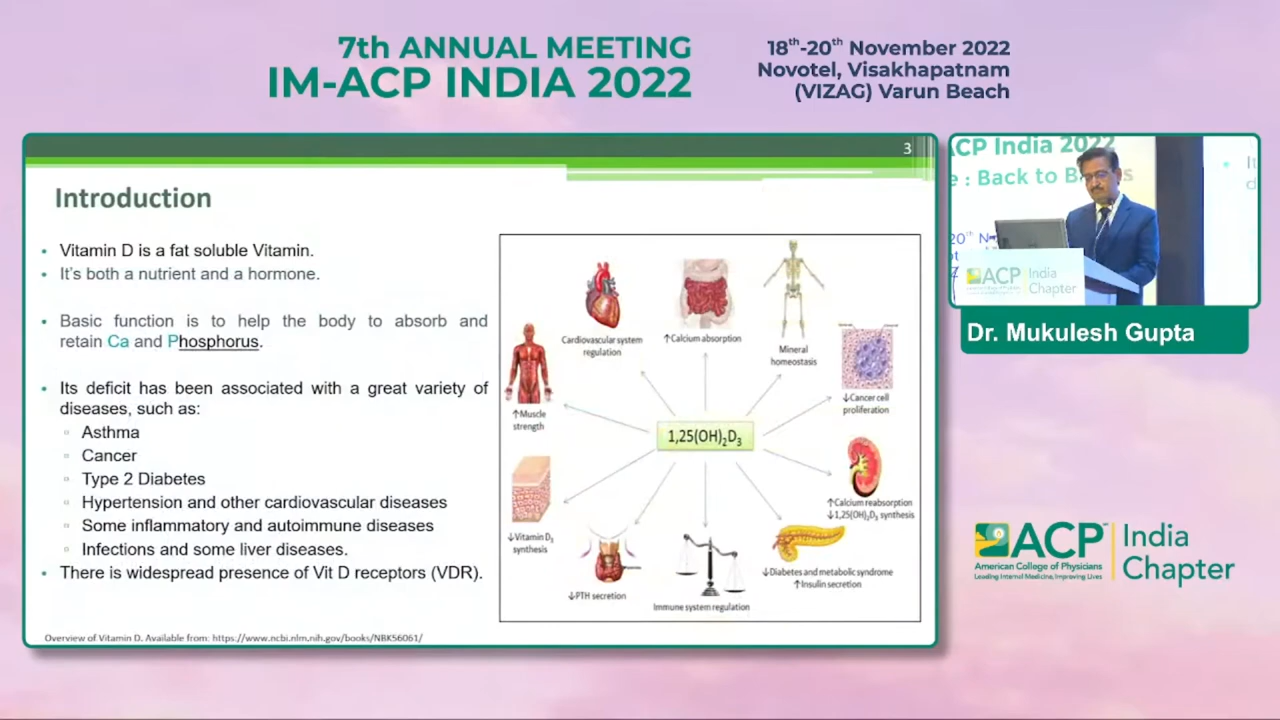 7th ANNUAL MEETING
IM-ACP INDIA 2022
18th-20th November 2022
Novotel, Visakhapatnam
(VIZAG) Varun Beach
3
Introduction
• Vitamin D is a fat soluble Vitamin.
• It's both a nutrient and a hormone.
• Basic function is to help the body to absorb and
retain Ca and Phosphorus.
• Its deficit has been associated with a great variety of
diseases, such as:
▫ Asthma
▫ Cancer
▫ Type 2 Diabetes
▫ Hypertension and other cardiovascular diseases
▫ Some inflammatory and autoimmune diseases
▫ Infections and some liver diseases.
• There is widespread presence of Vit D receptors (VDR).
Cardiovascular system
regulation
↑Calcium absorption
Mineral
homeostasis
↓Cancer cell
proliferation
↑Muscle
strength
1,25(OH)₂D₃
↑Calcium reabsorption
↓1,25(OH)₂D₃ synthesis
↓Vitamin D₃
synthesis
↓PTH secretion
Immune system regulation
↓Diabetes and metabolic syndrome
↑Insulin secretion
Overview of Vitamin D. Available from: https://www.ncbi.nlm.nih.gov/books/NBK56061/
ACP India 2022
: Back to
20th
ACP India
Chapter
Dr. Mukulesh Gupta
ACP
American College of Physicians
Leading Internal Medicine, Improving Lives
India
Chapter